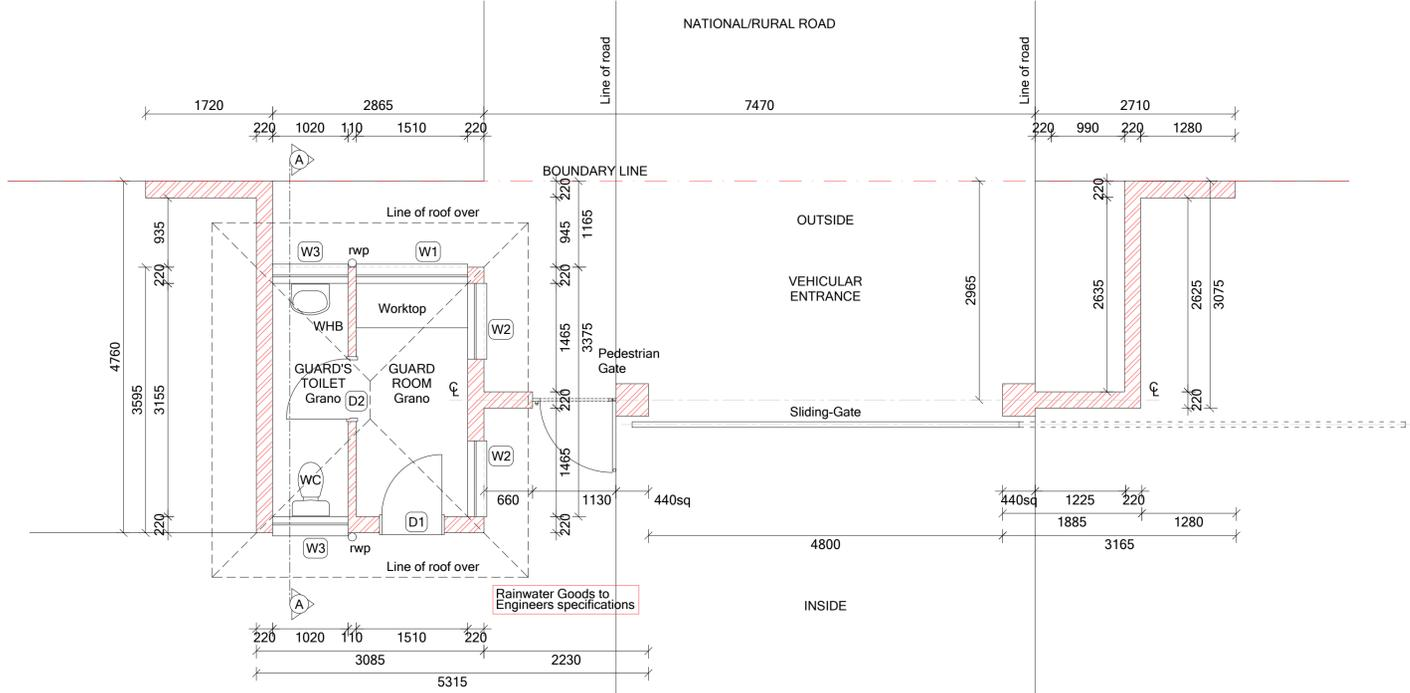 NATIONAL/RURAL ROAD
Line of road
Line of road
1720
2865
7470
2710
220
1020
110
1510
220
220
990
220
1280
A
BOUNDARY LINE
220
220
Line of roof over
OUTSIDE
935
945
1165
W3
rwp
W1
220
220
VEHICULAR
ENTRANCE
2965
2635
2625
3075
Worktop
WHB
W2
4760
3595
3155
1465
3375
Pedestrian
Gate
GUARD'S
TOILET
Grano
GUARD
ROOM
Grano
D2
℄
℄
220
220
Sliding-Gate
WC
W2
1465
660
1130
440sq
440sq
1225
220
220
D1
220
1885
1280
W3
rwp
4800
3165
Line of roof over
A
Rainwater Goods to
Engineers specifications
INSIDE
220
1020
110
1510
220
3085
2230
5315